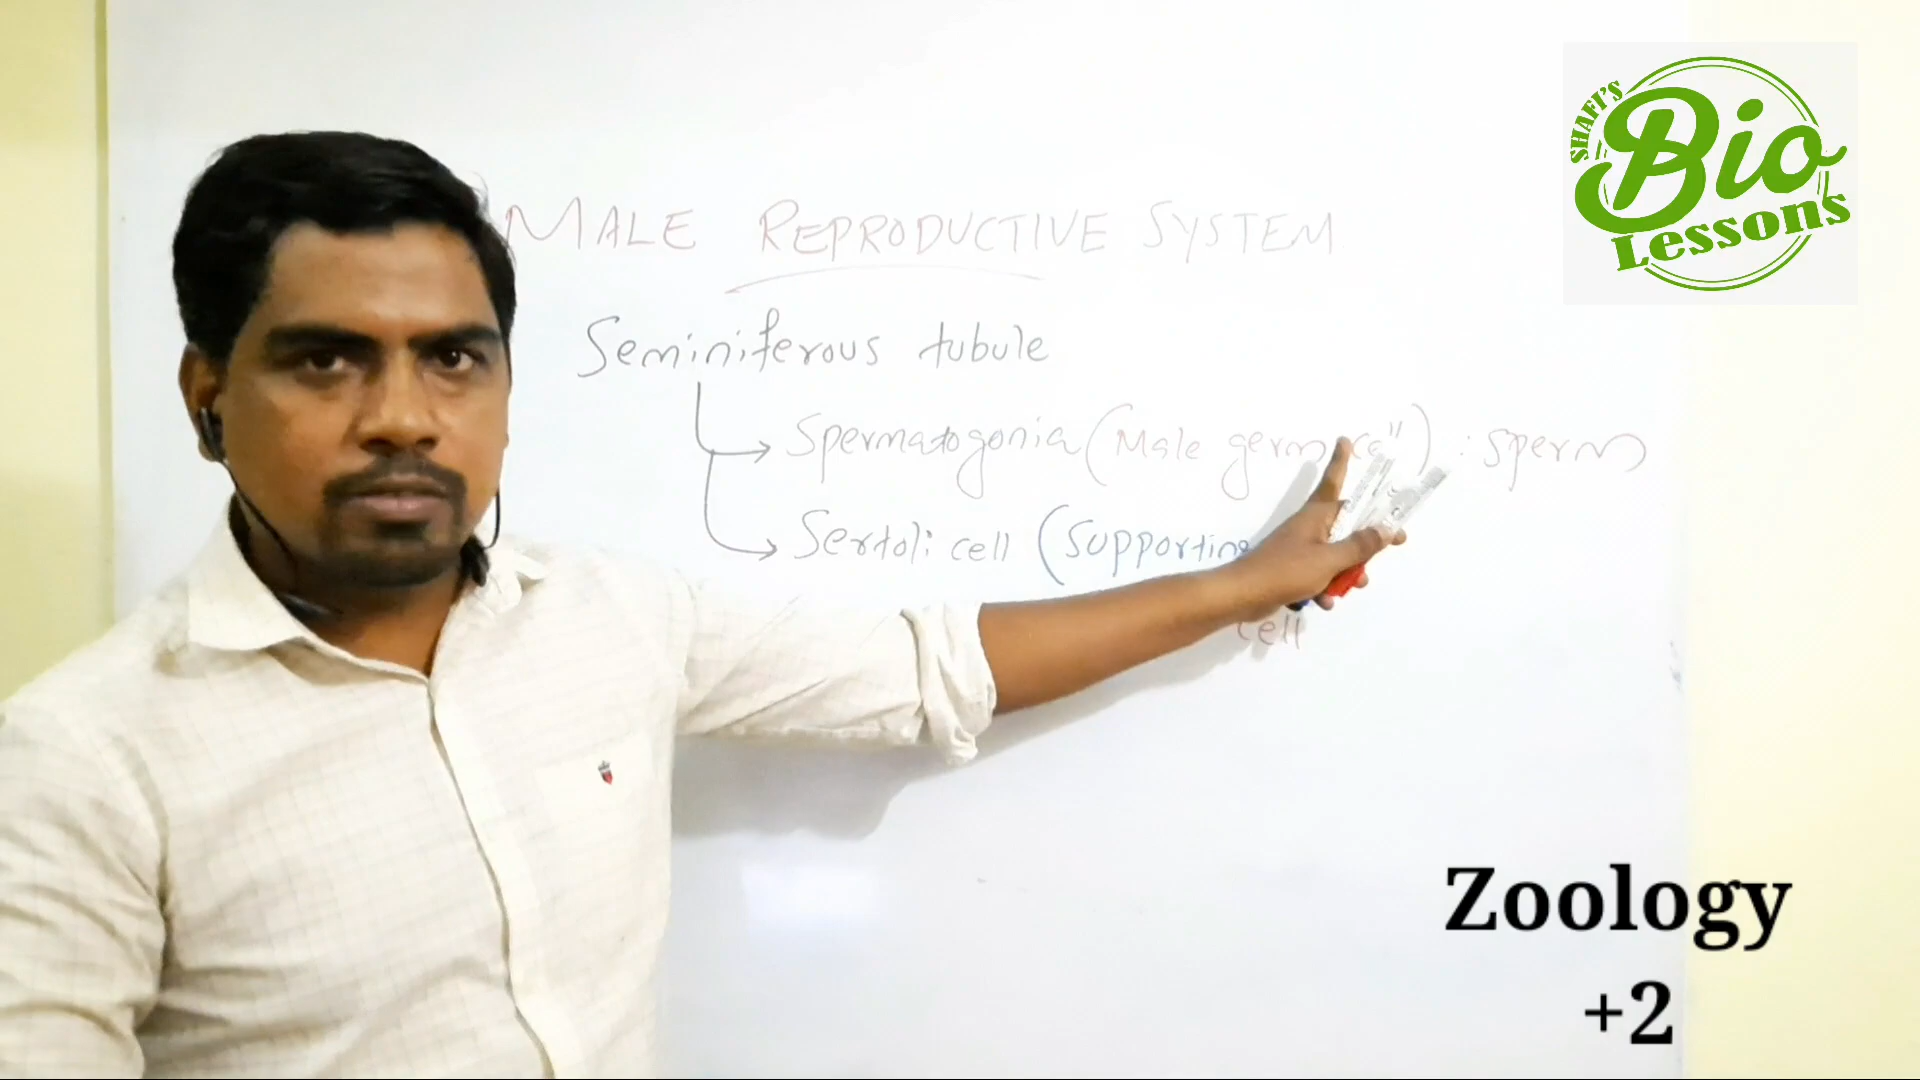 SHAFI'S
Bio
Lessons
MALE REPRODUCTIVE SYSTEM
Seminiferous tubule
Spermatogonia (Male germ cell) : sperm
Sertoli cell (Supporting
cell
Zoology
+2